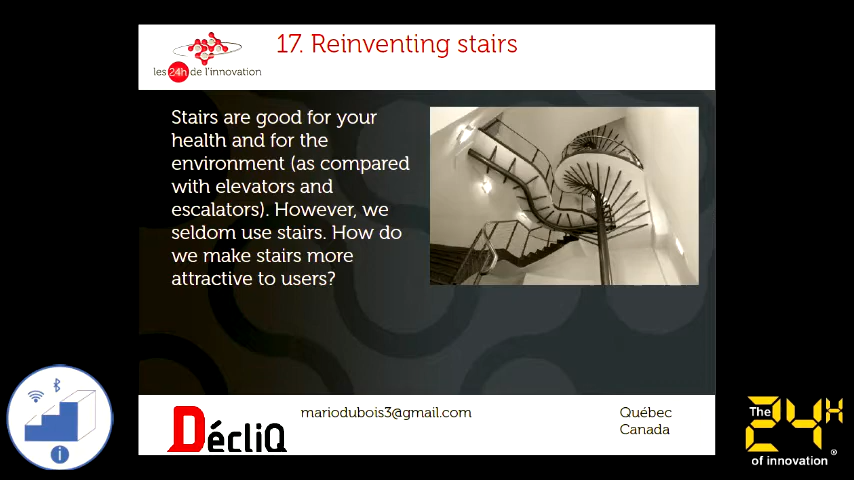 17. Reinventing stairs
les 24h de l'innovation
Stairs are good for your
health and for the
environment (as compared
with elevators and
escalators). However, we
seldom use stairs. How do
we make stairs more
attractive to users?
i
DécliQ
mariodubois3@gmail.com
Québec
Canada
The
24H
of innovation®